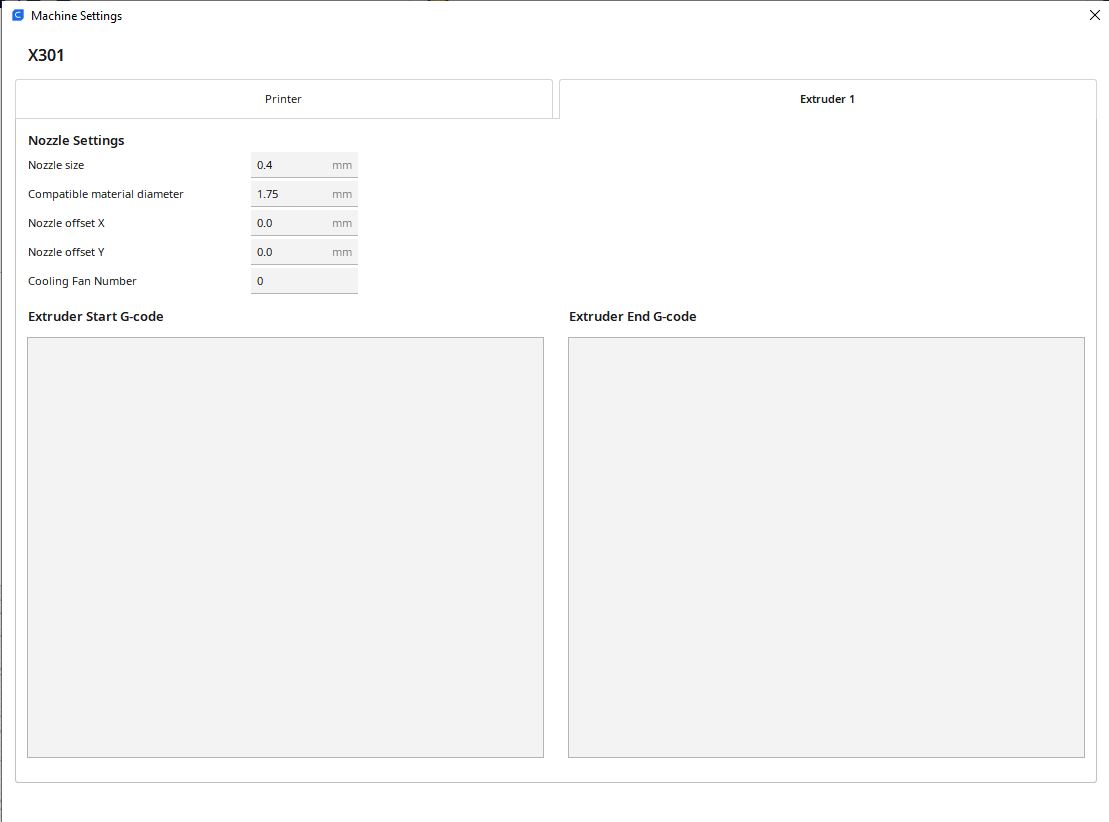 Machine Settings
X301
Printer
Extruder 1
Nozzle Settings
Nozzle size 0.4 mm
Compatible material diameter 1.75 mm
Nozzle offset X 0.0 mm
Nozzle offset Y 0.0 mm
Cooling Fan Number 0
Extruder Start G-code
Extruder End G-code